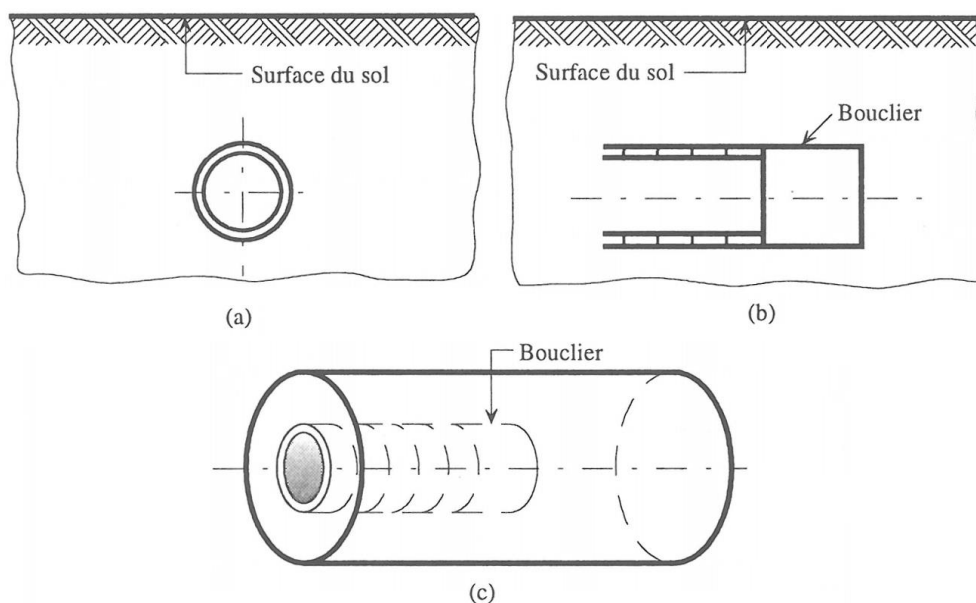 Surface du sol
(a)
Surface du sol
Bouclier
(b)
Bouclier
(c)